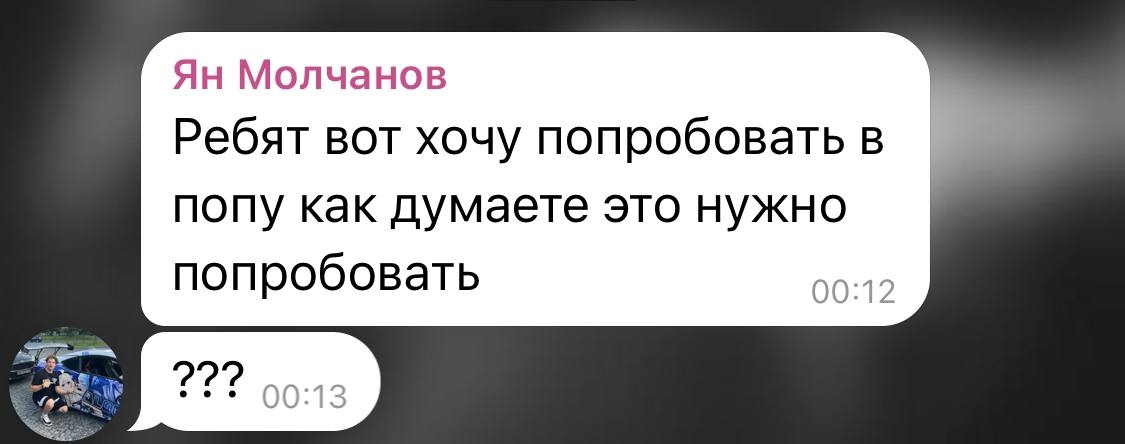 Ян Молчанов
Ребят вот хочу попробовать в
попу как думаете это нужно
попробовать
00:12
???
00:13